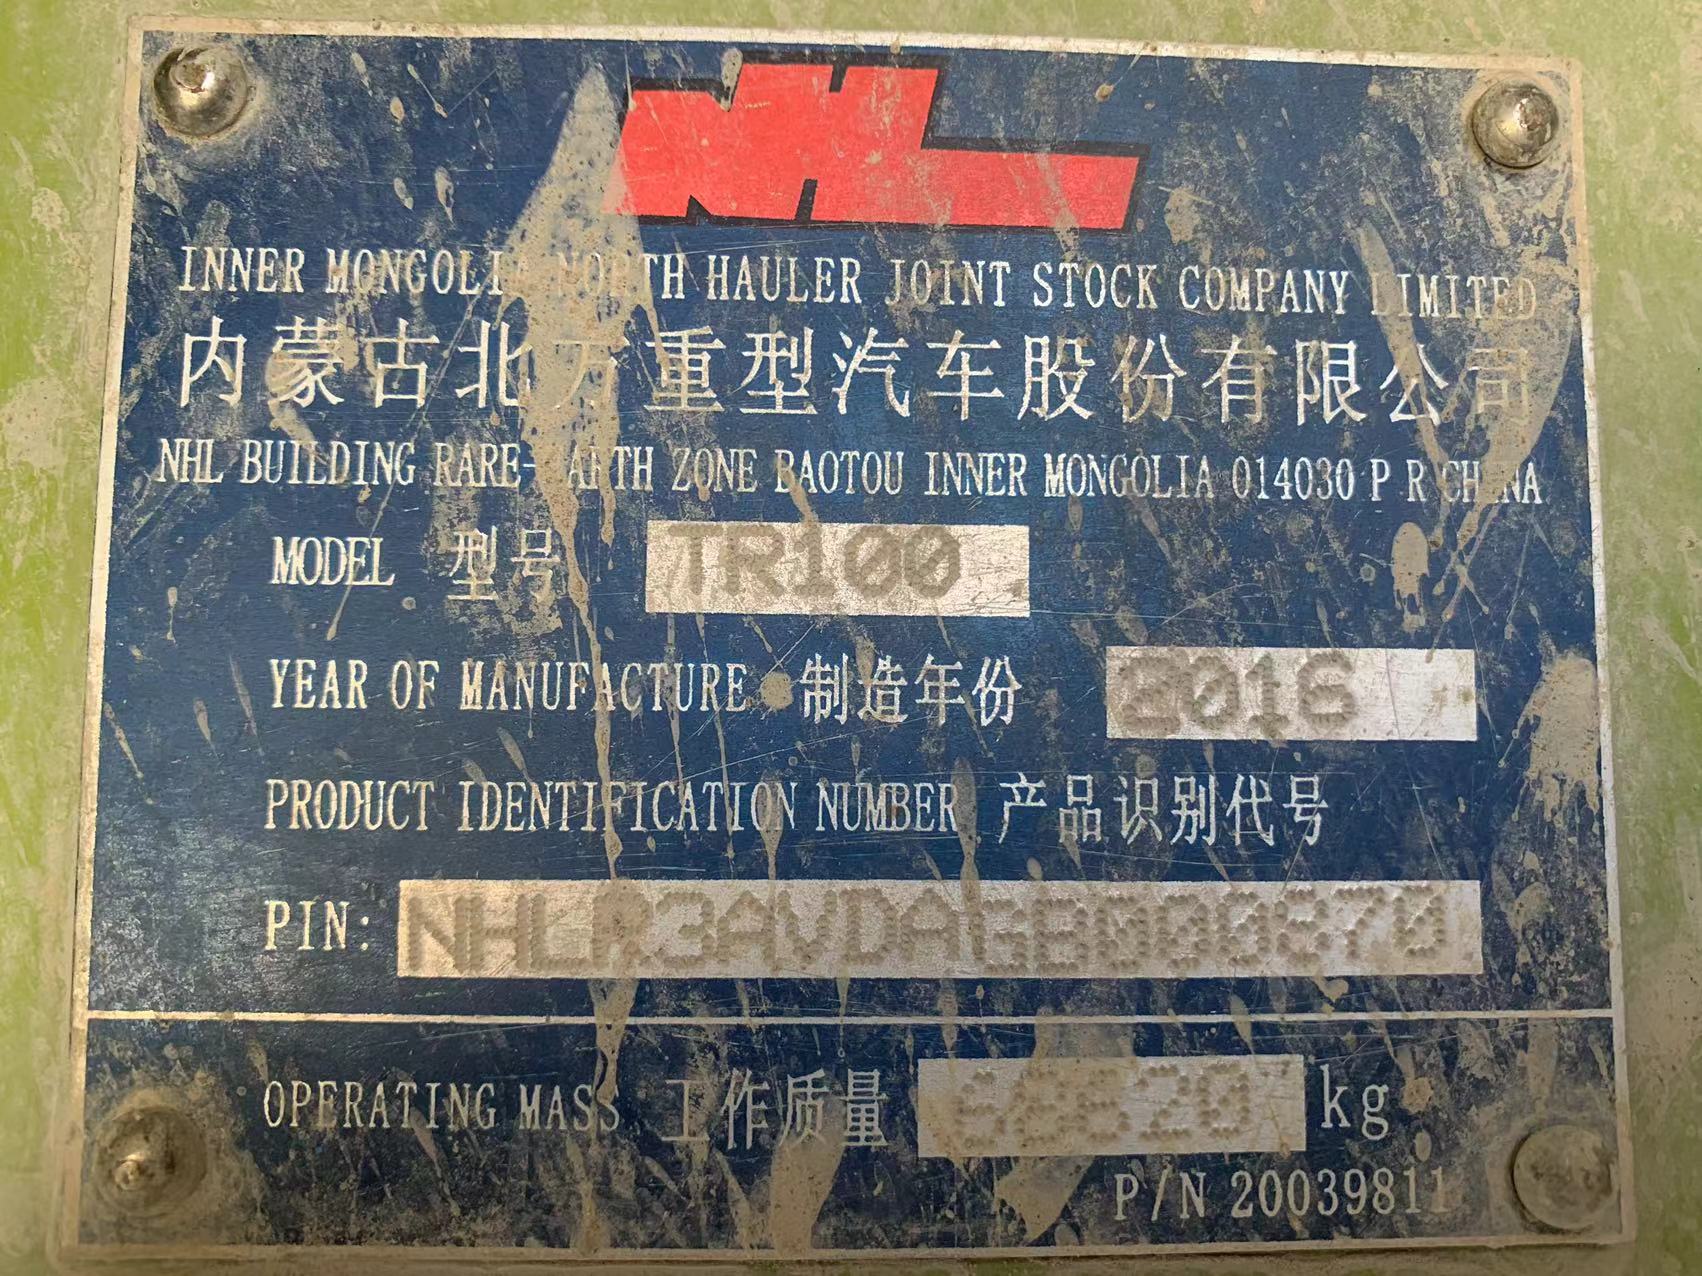 NHL
INNER MONGOLIA NORTH HAULER JOINT STOCK COMPANY LIMITED
内蒙古北方重型汽车股份有限公司
NHL BUILDING RARE-EARTH ZONE BAOTOU INNER MONGOLIA 014030 P R CHINA
MODEL 型号 TR100
YEAR OF MANUFACTURE 制造年份 2016
PRODUCT IDENTIFICATION NUMBER 产品识别代号
PIN:
OPERATING MASS 工作质量 kg
P/N 20039811